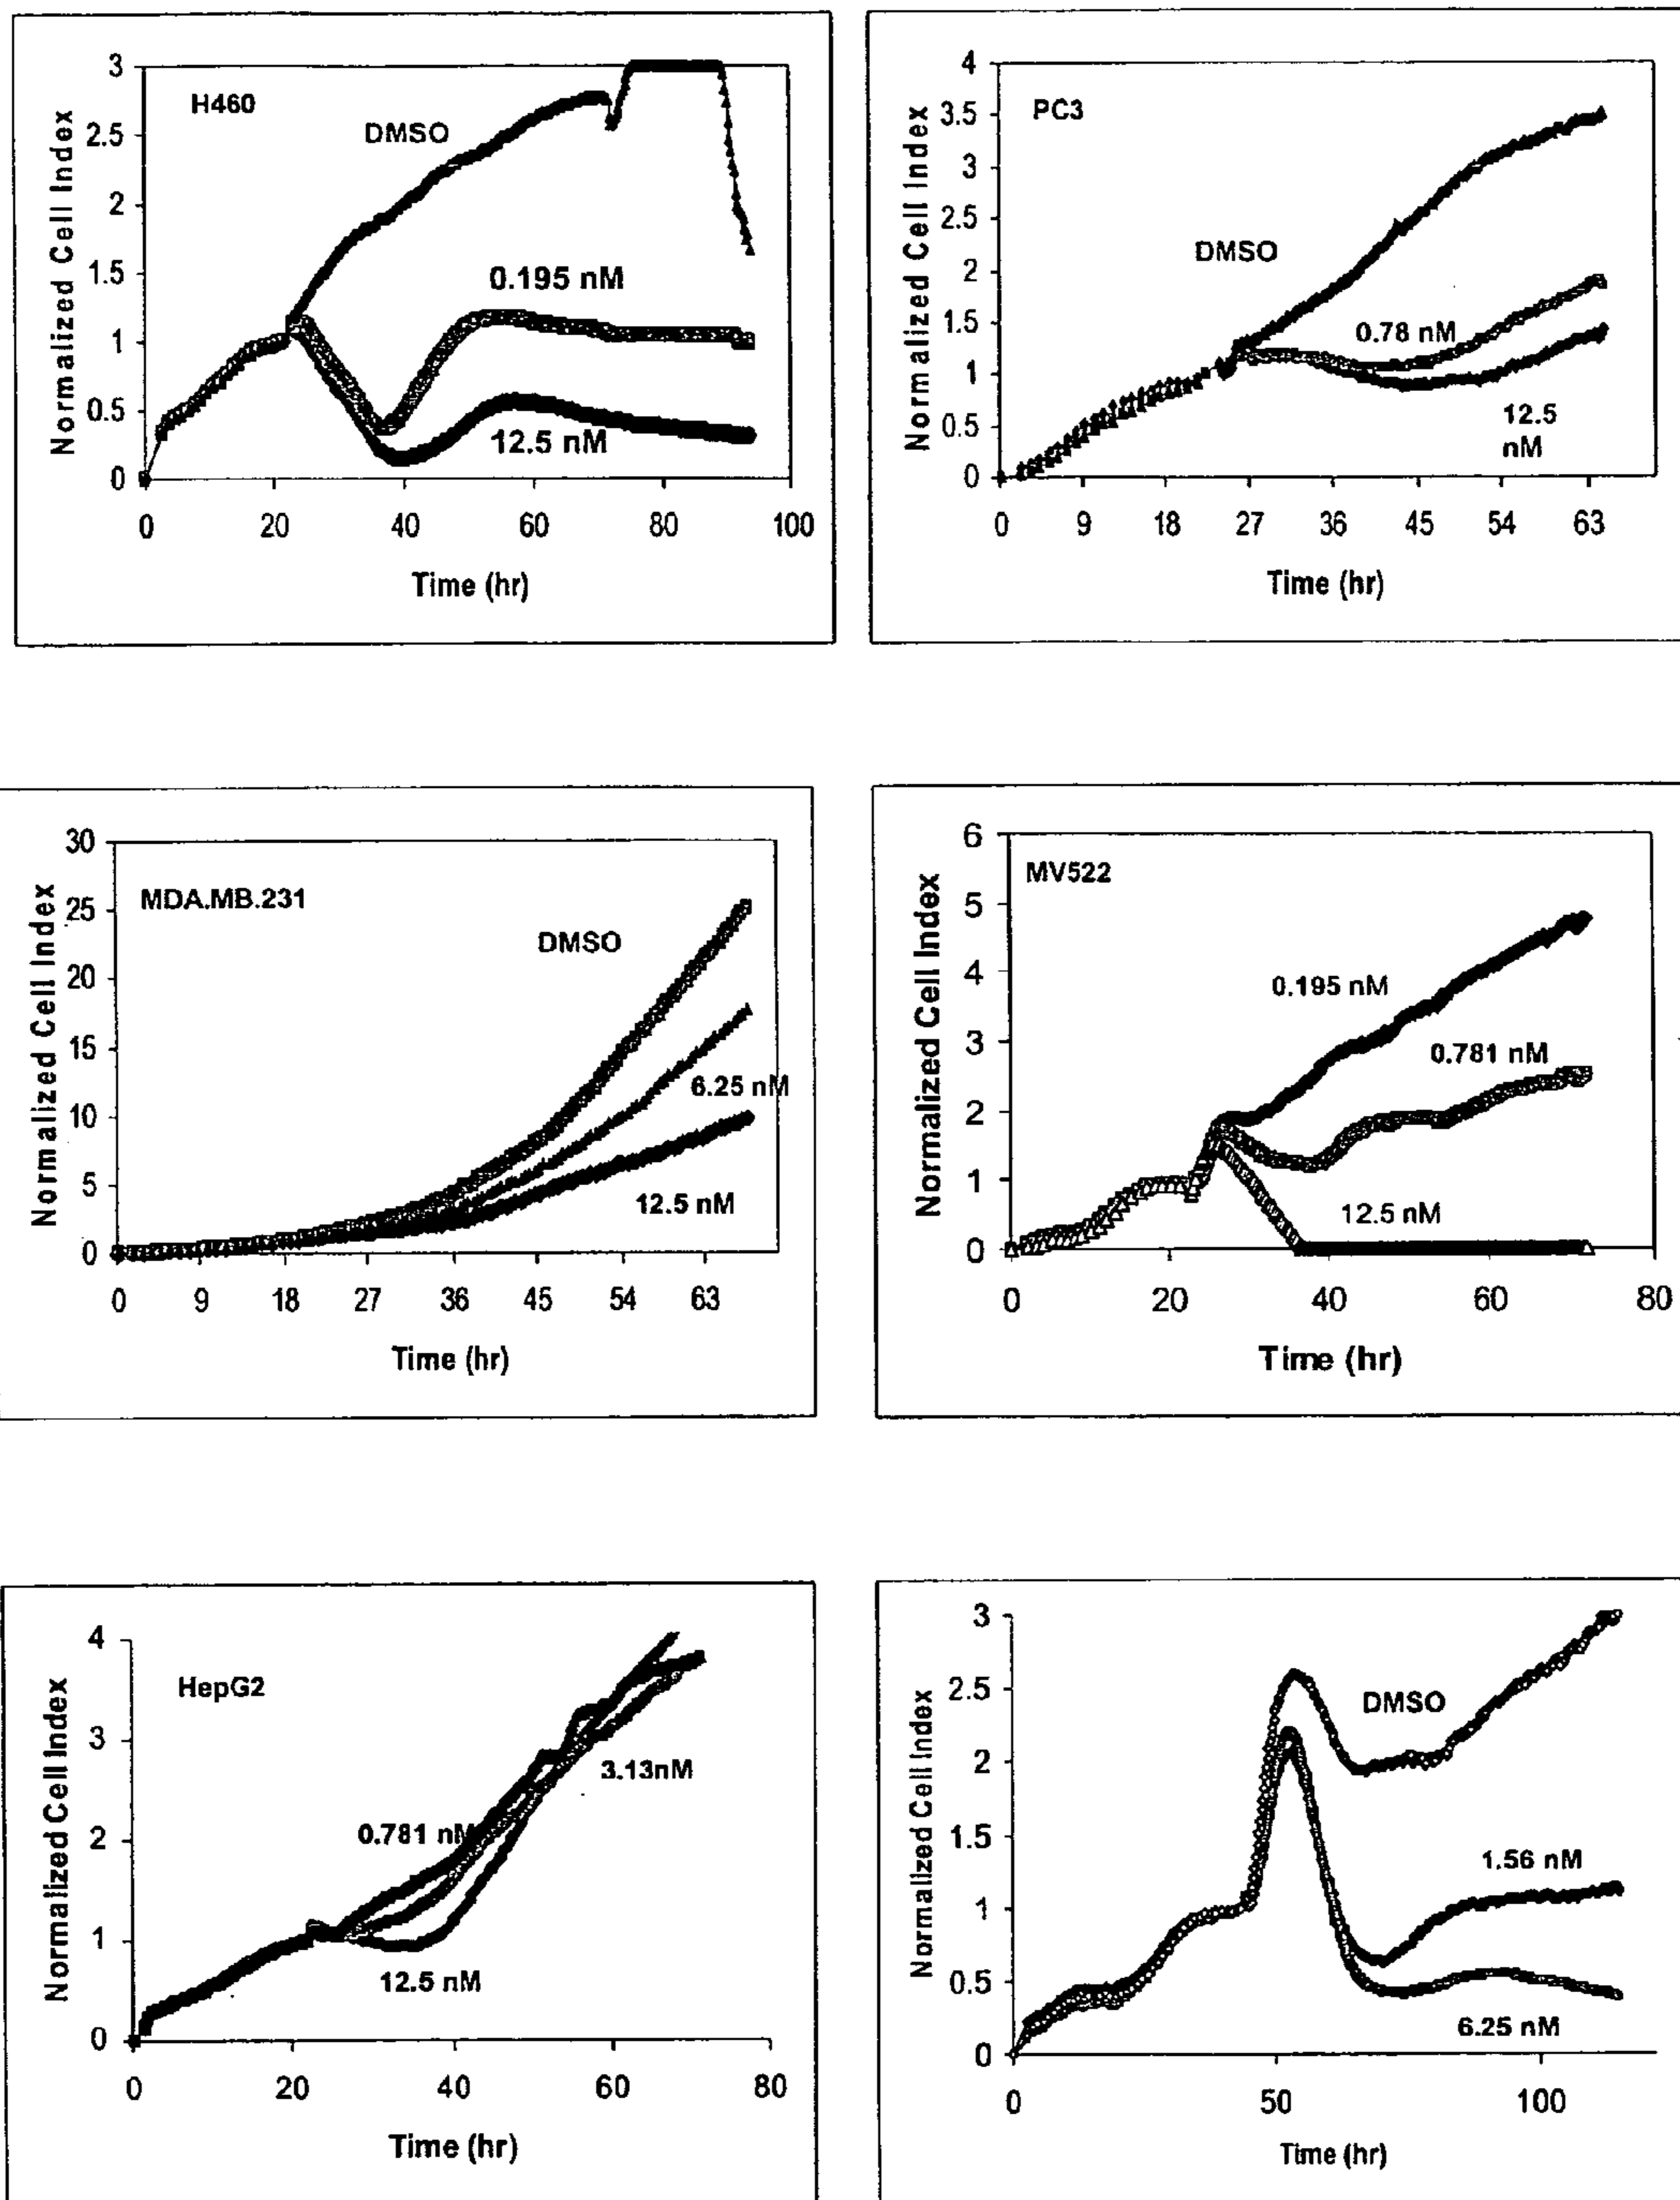 H460
DMSO
0.195 nM
12.5 nM
Normalized Cell Index
3
2.5
2
1.5
1
0.5
0
0 20 40 60 80 100
Time (hr)
PC3
DMSO
0.78 nM
12.5
nM
Normalized Cell Index
4
3.5
3
2.5
2
1.5
1
0.5
0
0 9 18 27 36 45 54 63
Time (hr)
MDA.MB.231
DMSO
6.25 nM
12.5 nM
Normalized Cell Index
30
25
20
15
10
5
0
0 9 18 27 36 45 54 63
Time (hr)
MV522
0.195 nM
0.781 nM
12.5 nM
Normalized Cell Index
6
5
4
3
2
1
0
0 20 40 60 80
Time (hr)
HepG2
3.13nM
0.781 nM
12.5 nM
Normalized Cell Index
4
3
2
1
0
0 20 40 60 80
Time (hr)
DMSO
1.56 nM
6.25 nM
Normalized Cell Index
3
2.5
2
1.5
1
0.5
0
0 50 100
Time (hr)